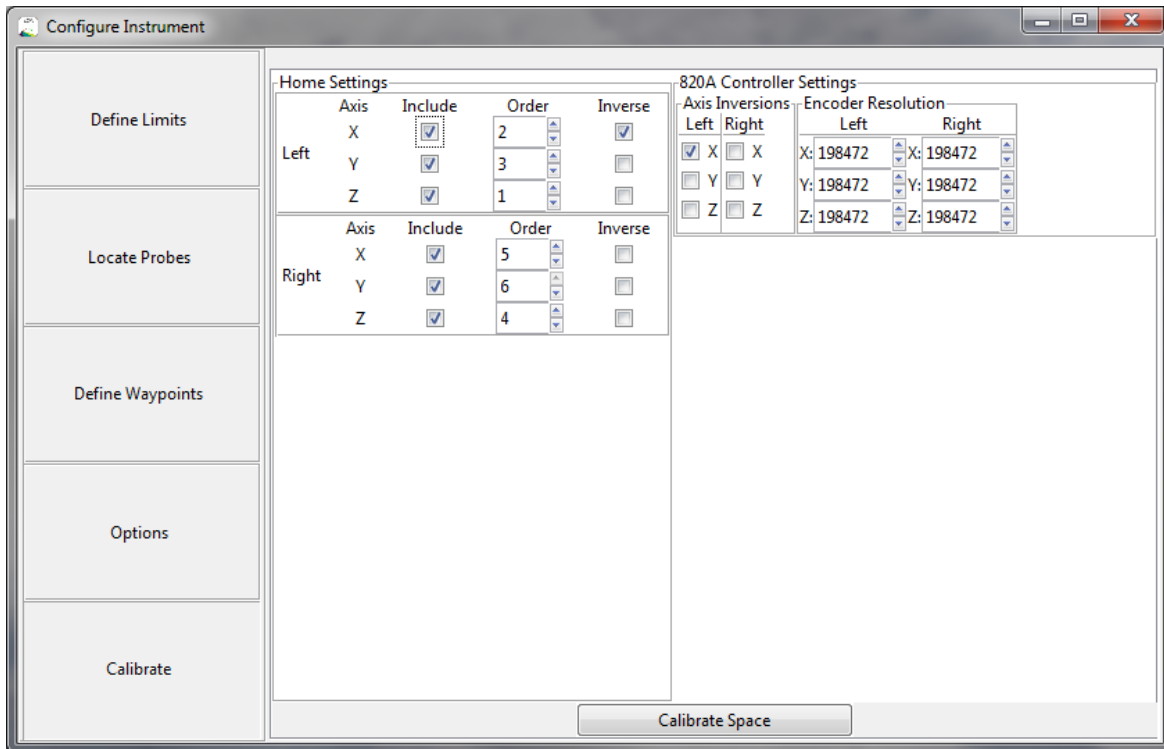 Configure Instrument
Define Limits
Locate Probes
Define Waypoints
Options
Calibrate
Home Settings
Axis Include Order Inverse
Left
X 2
Y 3
Z 1
Axis Include Order Inverse
Right
X 5
Y 6
Z 4
820A Controller Settings
Axis Inversions
Left Right
X X
Y Y
Z Z
Encoder Resolution
Left Right
X: 198472 X: 198472
Y: 198472 Y: 198472
Z: 198472 Z: 198472
Calibrate Space